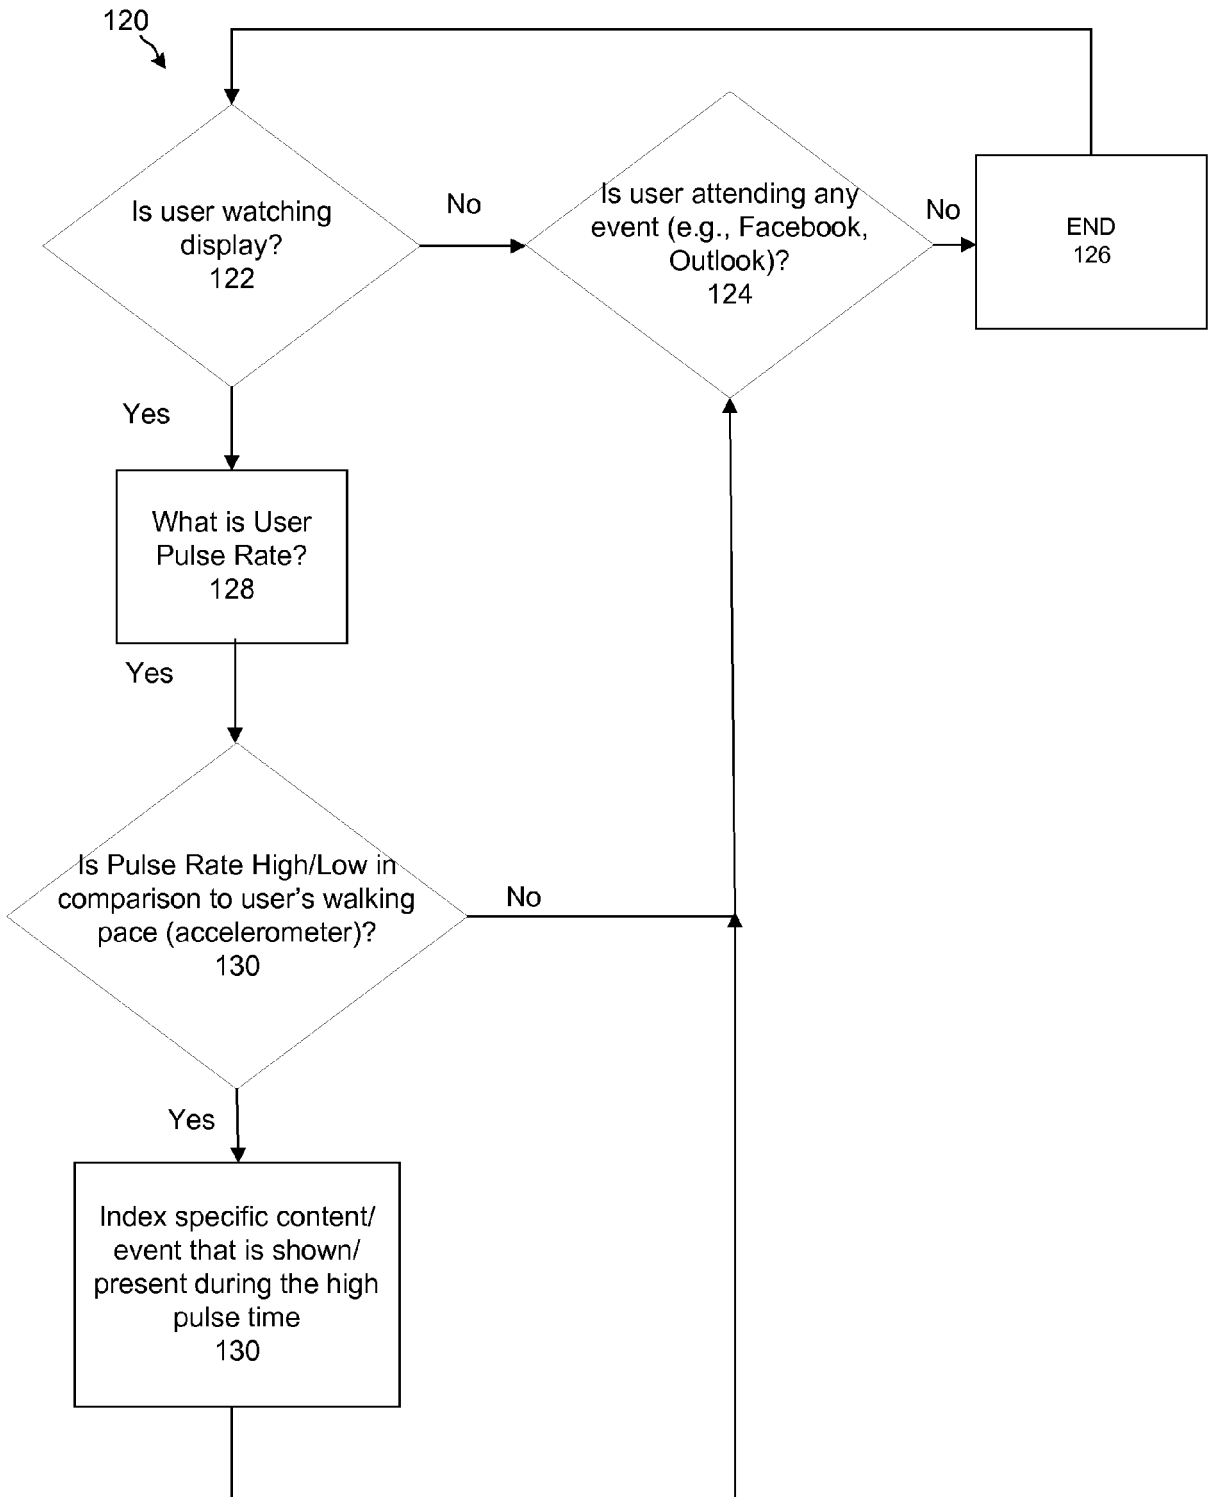 120
Is user watching
display?
122
No
Is user attending any
event (e.g., Facebook,
Outlook)?
124
No
END
126
Yes
What is User
Pulse Rate?
128
Yes
Is Pulse Rate High/Low in
comparison to user's walking
pace (accelerometer)?
130
No
Yes
Index specific content/
event that is shown/
present during the high
pulse time
130